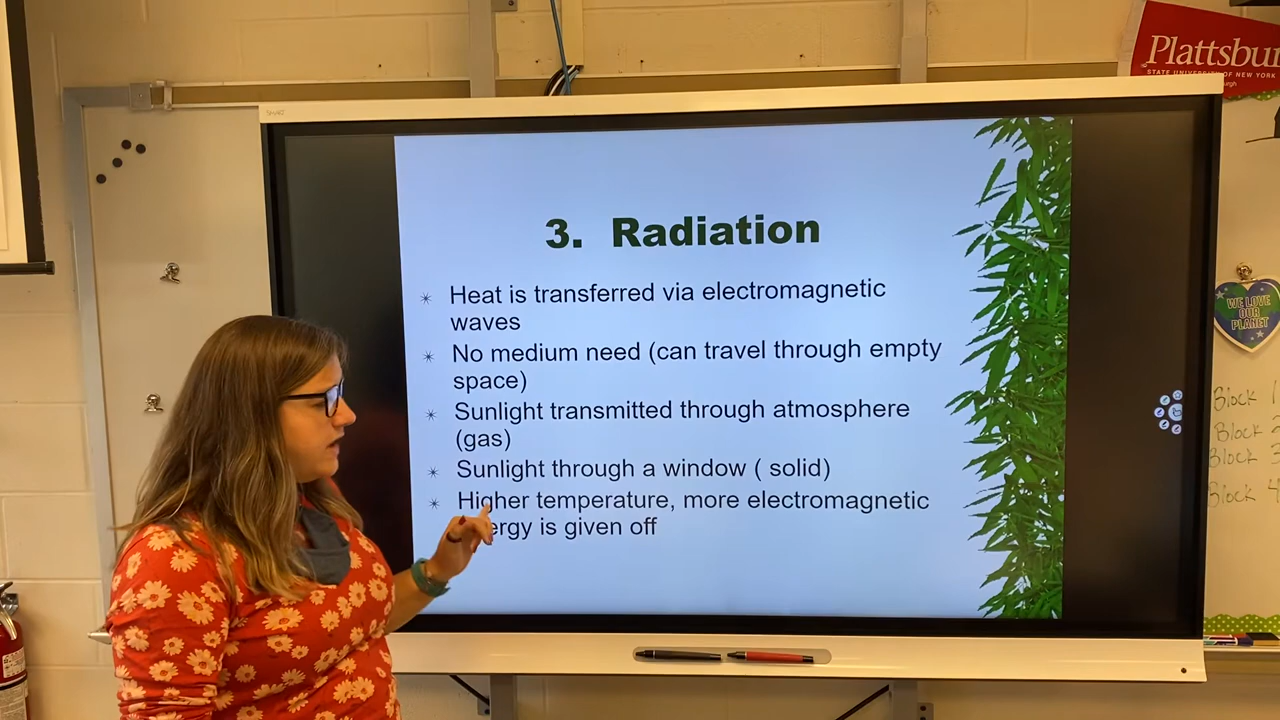 Plattsbu
STATE UNIVERSITY OF NEW YORK
3. Radiation
Heat is transferred via electromagnetic
waves
No medium need (can travel through empty
space)
Sunlight transmitted through atmosphere
(gas)
Sunlight through a window ( solid)
Higher temperature, more electromagnetic
ergy is given off
WE LOVE
OUR
PLANET
Block 1
Block 2
Block 3
Block 4